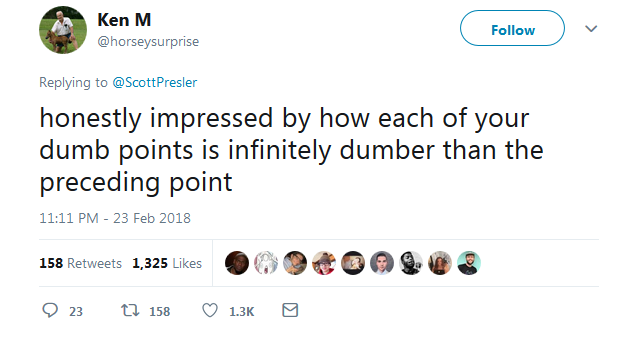 Ken M
@horseysurprise
Follow
Replying to @ScottPresler
honestly impressed by how each of your
dumb points is infinitely dumber than the
preceding point
11:11 PM - 23 Feb 2018
158 Retweets 1,325 Likes
23 158 1.3K